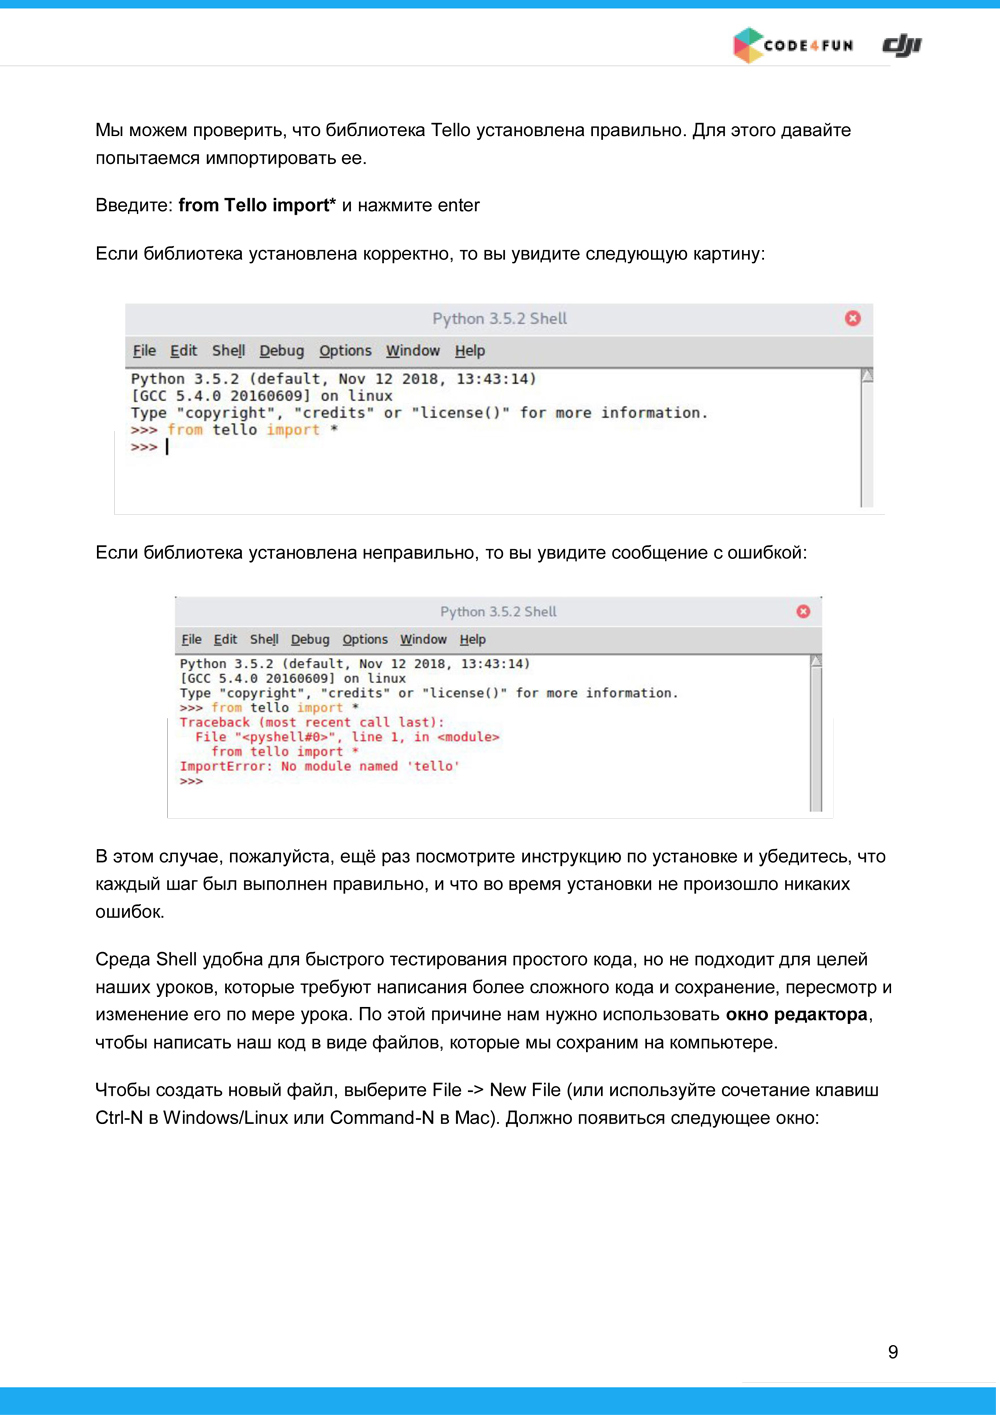 CODE4FUN dji
Мы можем проверить, что библиотека Tello установлена правильно. Для этого давайте
попытаемся импортировать ее.
Введите: from Tello import* и нажмите enter
Если библиотека установлена корректно, то вы увидите следующую картину:
Python 3.5.2 Shell
File Edit Shell Debug Options Window Help
Python 3.5.2 (default, Nov 12 2018, 13:43:14)
[GCC 5.4.0 20160609] on linux
Type "copyright", "credits" or "license()" for more information.
>>> from tello import *
>>>
Если библиотека установлена неправильно, то вы увидите сообщение с ошибкой:
Python 3.5.2 Shell
File Edit Shell Debug Options Window Help
Python 3.5.2 (default, Nov 12 2018, 13:43:14)
[GCC 5.4.0 20160609] on linux
Type "copyright", "credits" or "license()" for more information.
>>> from tello import *
Traceback (most recent call last):
  File "<pyshell#0>", line 1, in <module>
    from tello import *
ImportError: No module named 'tello'
>>>
В этом случае, пожалуйста, ещё раз посмотрите инструкцию по установке и убедитесь, что
каждый шаг был выполнен правильно, и что во время установки не произошло никаких
ошибок.
Среда Shell удобна для быстрого тестирования простого кода, но не подходит для целей
наших уроков, которые требуют написания более сложного кода и сохранение, пересмотр и
изменение его по мере урока. По этой причине нам нужно использовать окно редактора,
чтобы написать наш код в виде файлов, которые мы сохраним на компьютере.
Чтобы создать новый файл, выберите File -> New File (или используйте сочетание клавиш
Ctrl-N в Windows/Linux или Command-N в Mac). Должно появиться следующее окно:
9